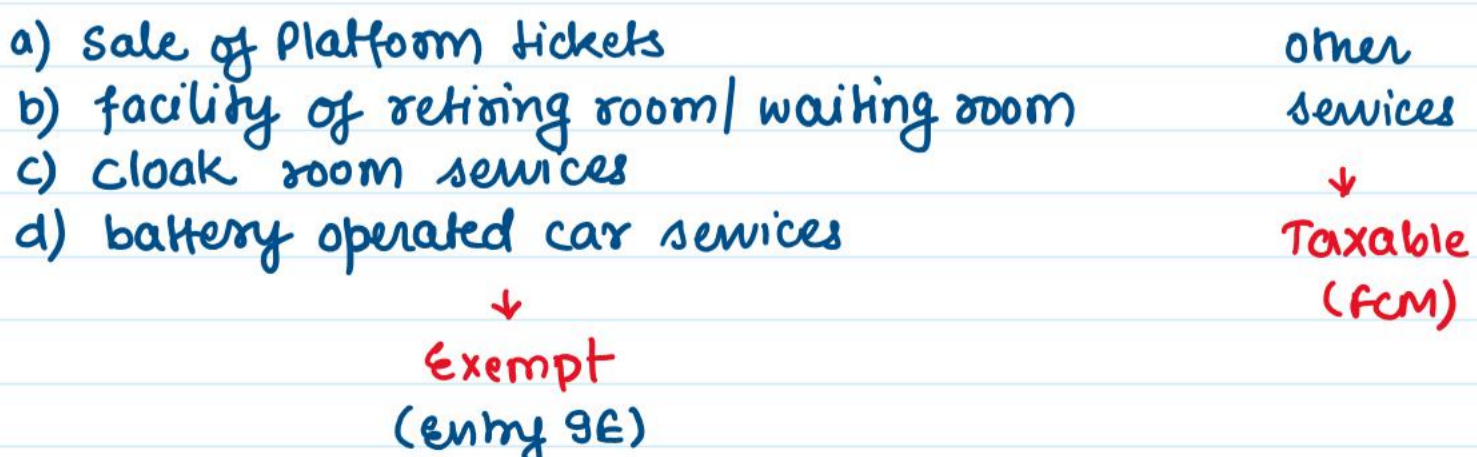 a) Sale of Platform tickets
b) facility of retiring room/ waiting room
c) cloak room services
d) battery operated car services
↓
Exempt
(Entry 9E)
other
services
↓
Taxable
(FCM)